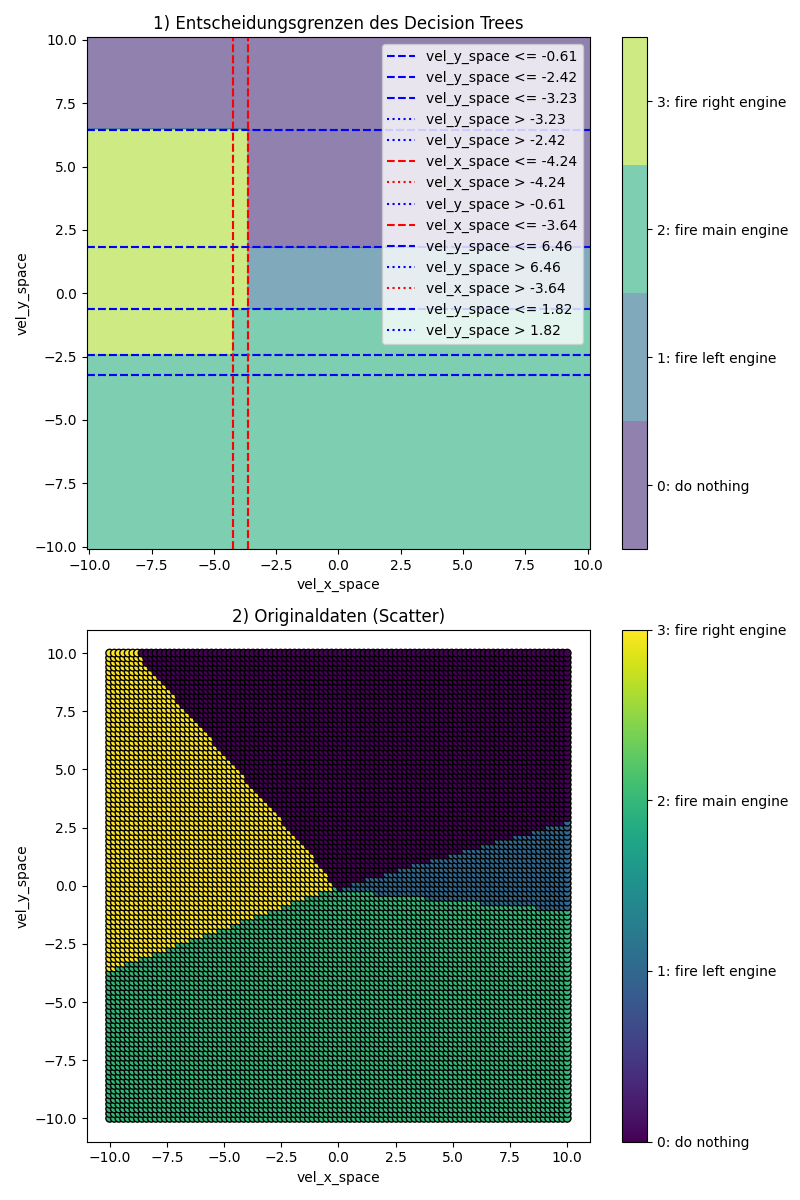 1) Entscheidungsgrenzen des Decision Trees
10.0
7.5
5.0
2.5
0.0
−2.5
−5.0
−7.5
−10.0
vel_y_space
−10.0 −7.5 −5.0 −2.5 0.0 2.5 5.0 7.5 10.0
vel_x_space
vel_y_space <= -0.61
vel_y_space <= -2.42
vel_y_space <= -3.23
vel_y_space > -3.23
vel_y_space > -2.42
vel_x_space <= -4.24
vel_x_space > -4.24
vel_y_space > -0.61
vel_x_space <= -3.64
vel_y_space <= 6.46
vel_y_space > 6.46
vel_x_space > -3.64
vel_y_space <= 1.82
vel_y_space > 1.82
3: fire right engine
2: fire main engine
1: fire left engine
0: do nothing
2) Originaldaten (Scatter)
10.0
7.5
5.0
2.5
0.0
−2.5
−5.0
−7.5
−10.0
vel_y_space
−10.0 −7.5 −5.0 −2.5 0.0 2.5 5.0 7.5 10.0
vel_x_space
3: fire right engine
2: fire main engine
1: fire left engine
0: do nothing